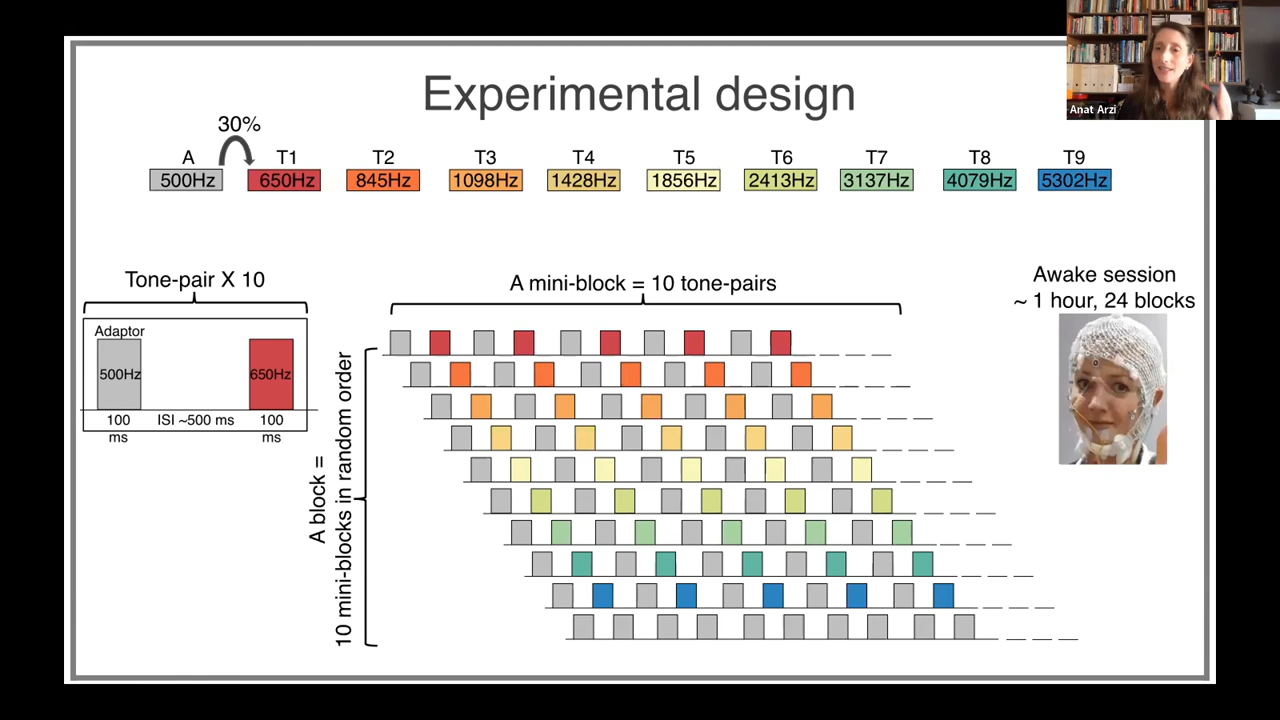 Experimental design
Anat Arzi
30%
A T1 T2 T3 T4 T5 T6 T7 T8 T9
500Hz 650Hz 845Hz 1098Hz 1428Hz 1856Hz 2413Hz 3137Hz 4079Hz 5302Hz
Tone-pair X 10
Adaptor
500Hz 650Hz
100 ISI ~500 ms 100
ms ms
A mini-block = 10 tone-pairs
A block =
10 mini-blocks in random order
Awake session
~ 1 hour, 24 blocks